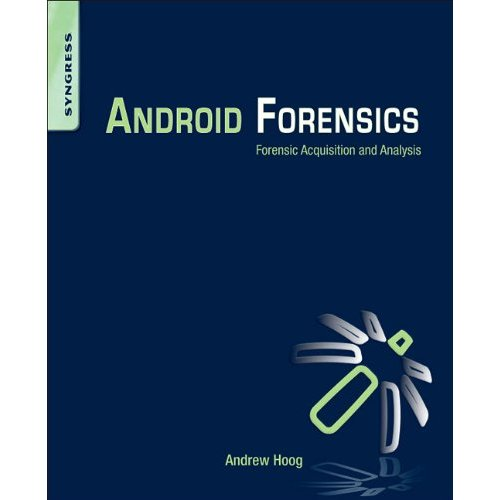 SYNGRESS
ANDROID FORENSICS
Forensic Acquisition and Analysis
Andrew Hoog